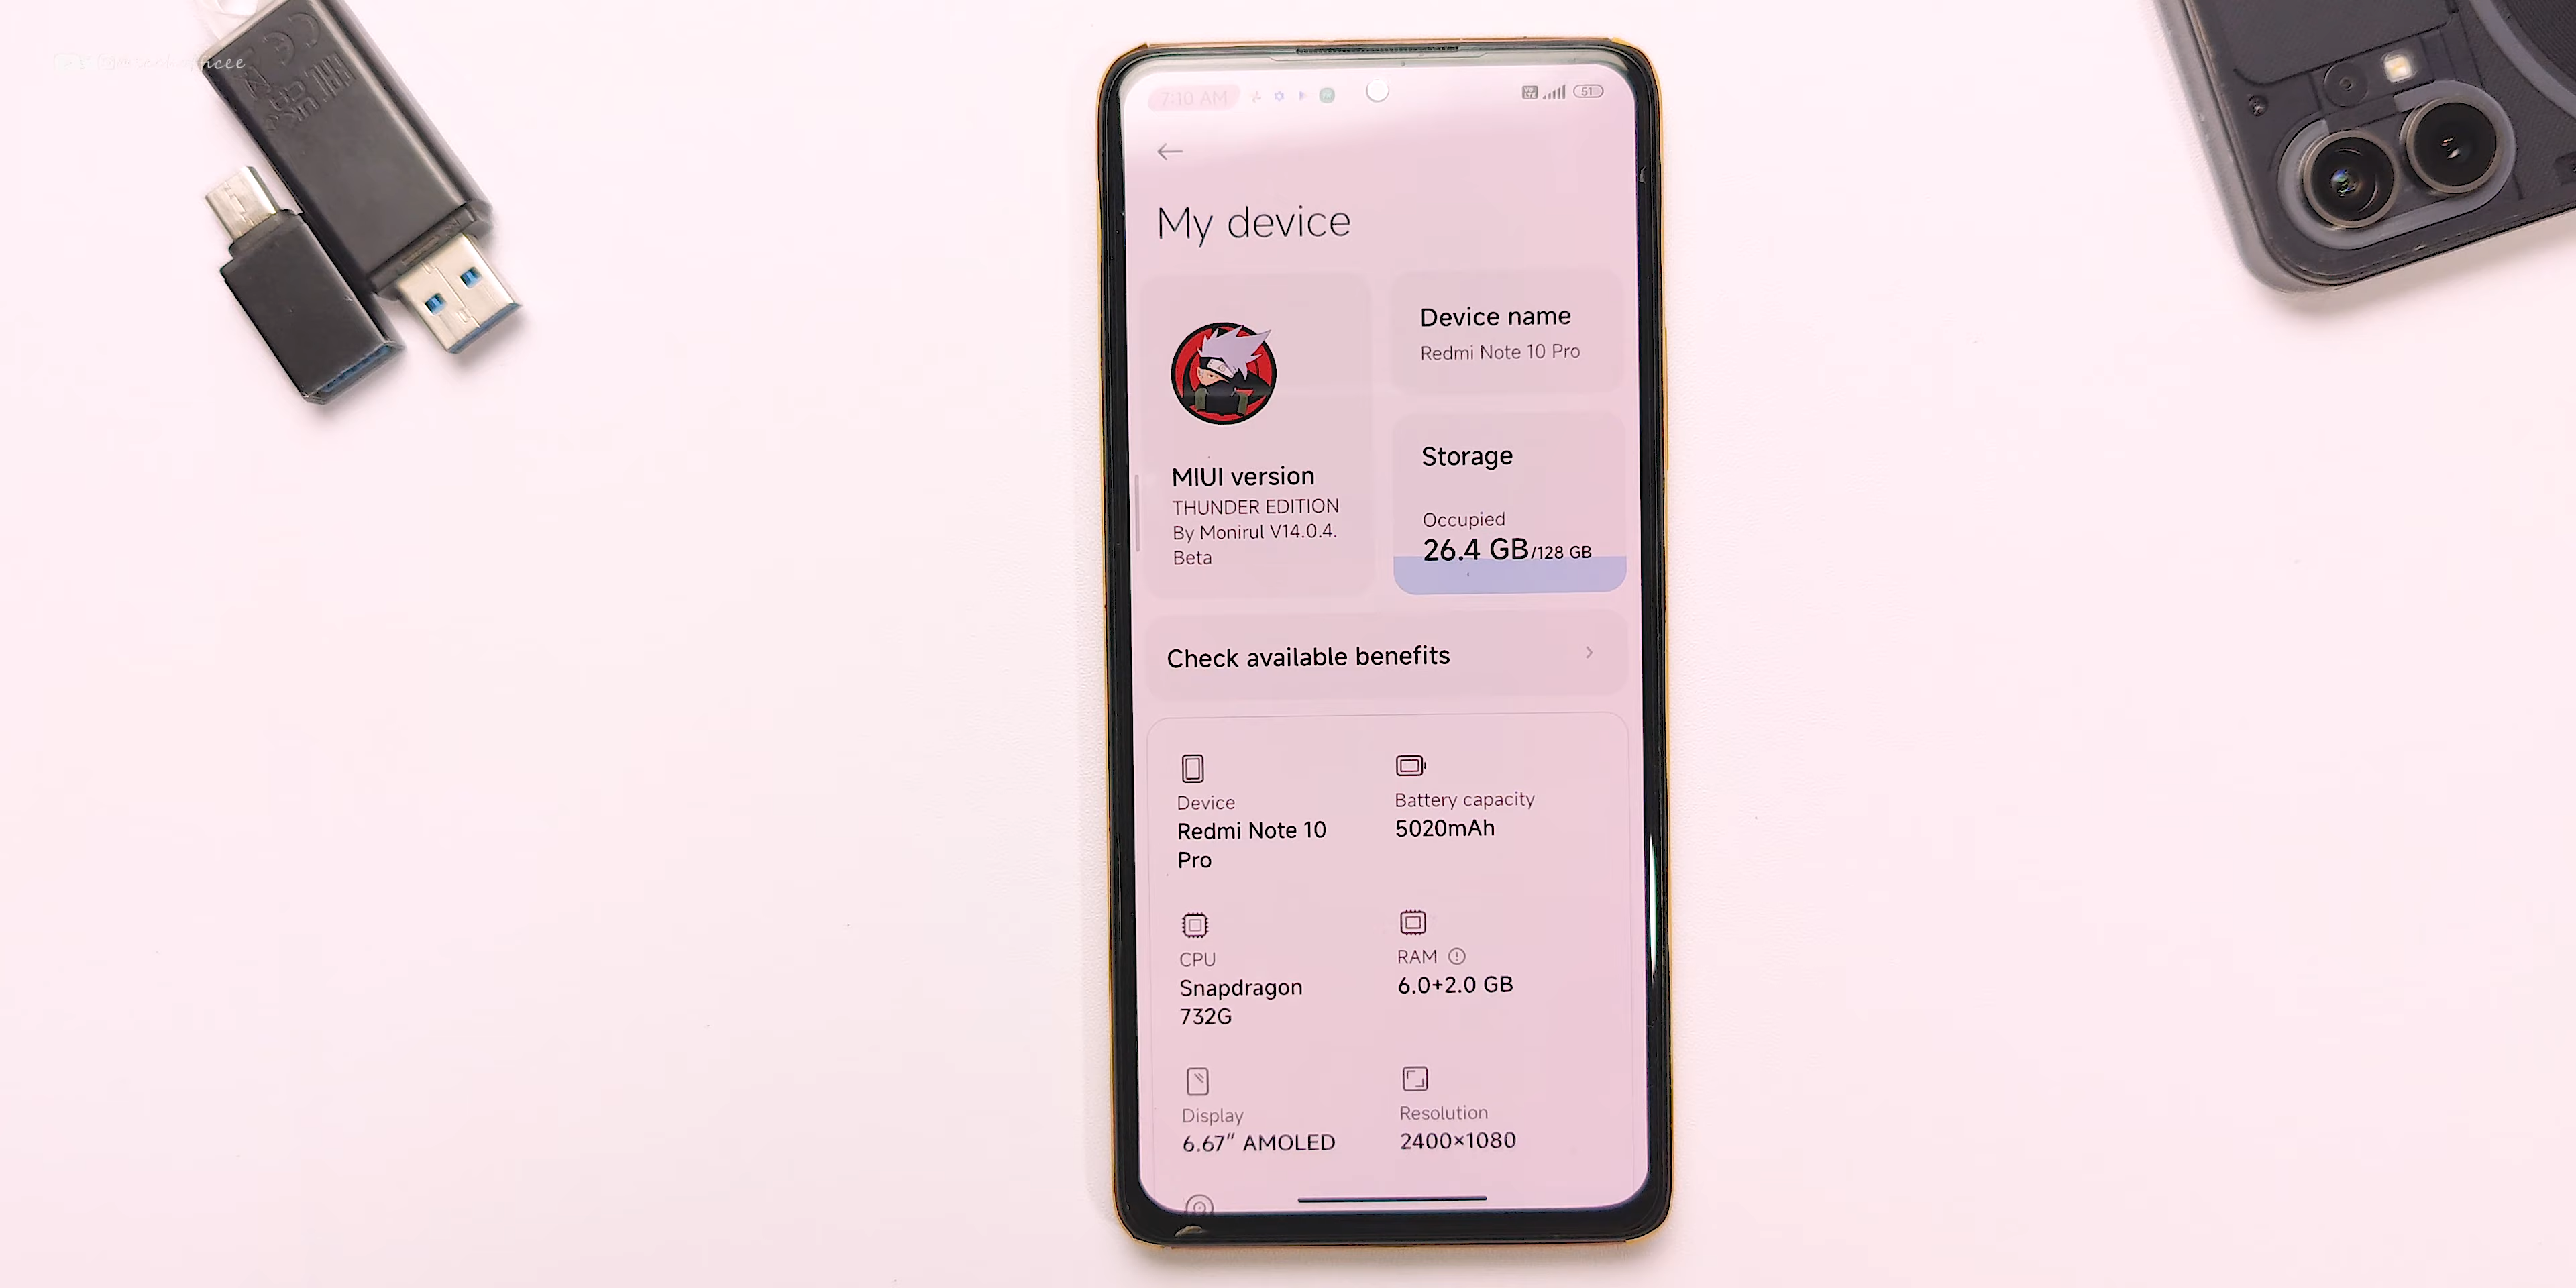 7:10 AM
51
My device
Device name
Redmi Note 10 Pro
MIUI version
THUNDER EDITION
By Monirul V14.0.4.
Beta
Storage
Occupied
26.4 GB/128 GB
Check available benefits
Device
Redmi Note 10
Pro
Battery capacity
5020mAh
CPU
Snapdragon
732G
RAM
6.0+2.0 GB
Display
6.67" AMOLED
Resolution
2400×1080